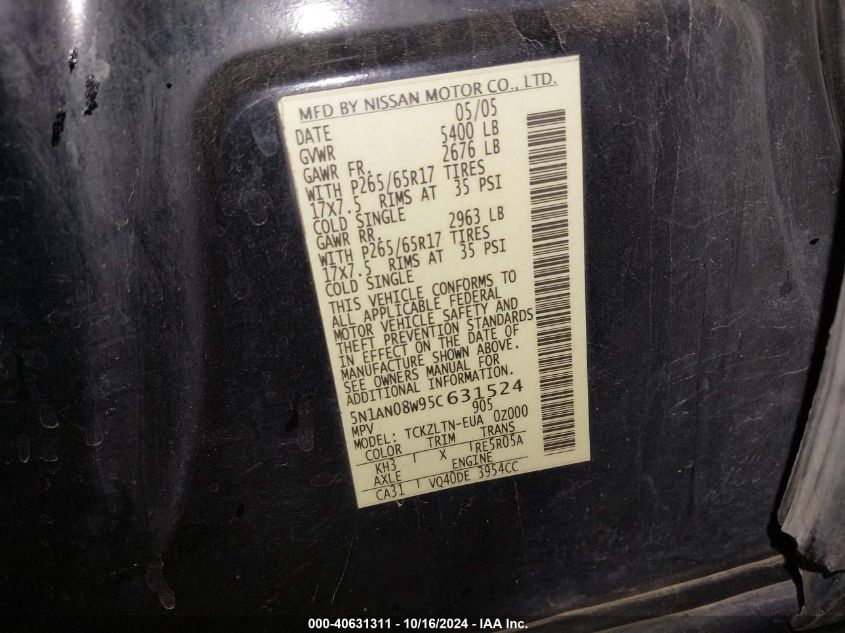 MFD BY NISSAN MOTOR CO., LTD.
DATE 05/05
GVWR 5400 LB
GAWR FR. 2676 LB
WITH P265/65R17 TIRES
17X7.5 RIMS AT 35 PSI
COLD SINGLE
GAWR RR 2963 LB
WITH P265/65R17 TIRES
17X7.5 RIMS AT 35 PSI
COLD SINGLE
THIS VEHICLE CONFORMS TO
ALL APPLICABLE FEDERAL
MOTOR VEHICLE SAFETY AND
THEFT PREVENTION STANDARDS
IN EFFECT ON THE DATE OF
MANUFACTURE SHOWN ABOVE.
SEE OWNERS MANUAL FOR
ADDITIONAL INFORMATION.
5N1AN08W95C631524
MPV 905
MODEL: TCKZLTN-EUA 0Z000
COLOR TRIM TRANS
KH3 X RE5R05A
AXLE ENGINE
CA31 VQ40DE 3954CC
000-40631311 - 10/16/2024 - IAA Inc.